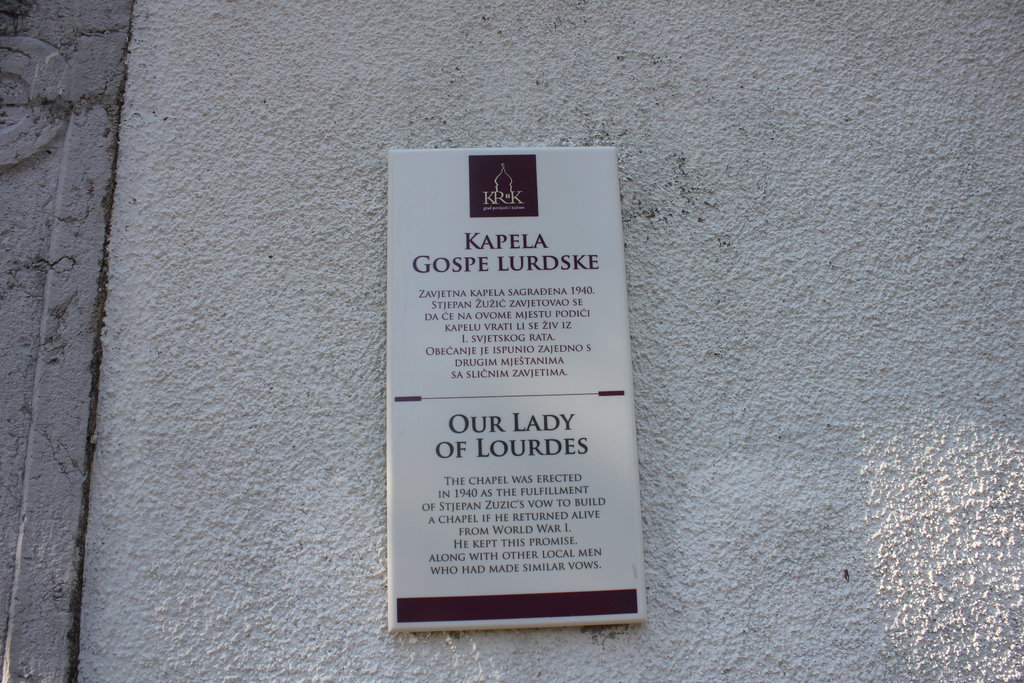 KRK
grad povijesti i kulture
KAPELA
GOSPE LURDSKE
ZAVJETNA KAPELA SAGRAĐENA 1940.
STJEPAN ŽUŽIĆ ZAVJETOVAO SE
DA ĆE NA OVOME MJESTU PODIĆI
KAPELU VRATI LI SE ŽIV IZ
I. SVJETSKOG RATA.
OBEĆANJE JE ISPUNIO ZAJEDNO S
DRUGIM MJEŠTANIMA
SA SLIČNIM ZAVJETIMA.
OUR LADY
OF LOURDES
THE CHAPEL WAS ERECTED
IN 1940 AS THE FULFILLMENT
OF STJEPAN ZUZIC'S VOW TO BUILD
A CHAPEL IF HE RETURNED ALIVE
FROM WORLD WAR I.
HE KEPT THIS PROMISE,
ALONG WITH OTHER LOCAL MEN
WHO HAD MADE SIMILAR VOWS.